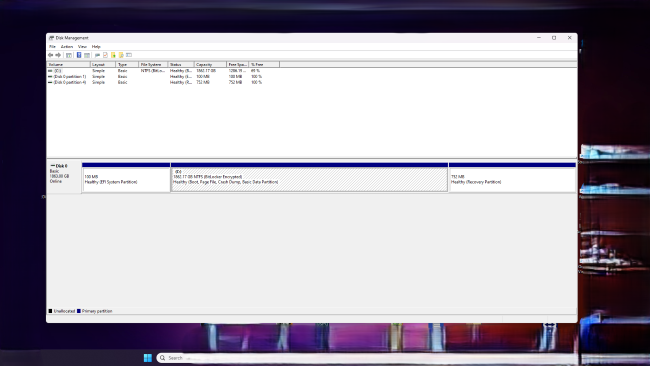 Disk Management
File Action View Help
Volume Layout Type File System Status Capacity Free Spa... % Free
Simple Basic NTFS (BitLo... Healthy (B... 1862.17 GB 69 %
(Disk 0 partition 1) Simple Basic Healthy (E... 100 MB 100 MB 100 %
(Disk 0 partition 4) Simple Basic Healthy (R... 752 MB 752 MB 100 %
Disk 0
Basic
1863.00 GB
Online
100 MB
Healthy (EFI System Partition)
1862.17 GB NTFS (BitLocker Encrypted)
Healthy (Boot, Page File, Crash Dump, Basic Data Partition)
752 MB
Healthy (Recovery Partition)
Unallocated Primary partition
Search